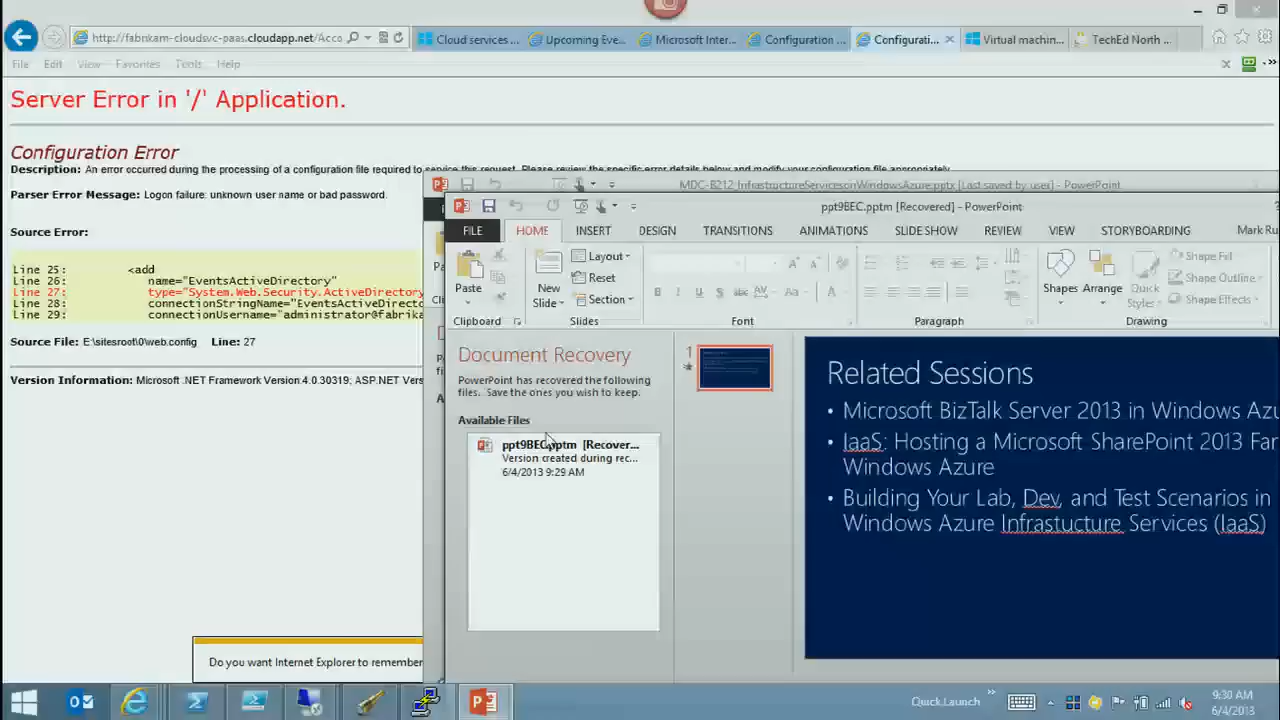 http://fabrikam-cloudsvc-paas.cloudapp.net/Acco
Cloud services ...
Upcoming Eve...
Microsoft Inter...
Configuration ...
Configurati...
Virtual machin...
TechEd North ...
File Edit View Favorites Tools Help
Server Error in '/' Application.
Configuration Error
Description: An error occurred during the processing of a configuration file required to service this request. Please review the specific error details below and modify your configuration file appropriately.
Parser Error Message: Logon failure: unknown user name or bad password.
Source Error:
Line 25: <add
Line 26: name="EventsActiveDirectory"
Line 27: type="System.Web.Security.ActiveDirectory
Line 28: connectionStringName="EventsActiveDirecto
Line 29: connectionUsername="administrator@fabrika
Source File: E:\sitesroot\0\web.config Line: 27
Version Information: Microsoft .NET Framework Version:4.0.30319; ASP.NET Vers
Do you want Internet Explorer to remember
MDC-B212_InfrastructureServicesonWindowsAzure.pptx [Last saved by user] - PowerPoint
ppt9BEC.pptm [Recovered] - PowerPoint
FILE HOME INSERT DESIGN TRANSITIONS ANIMATIONS SLIDE SHOW REVIEW VIEW STORYBOARDING Mark Ru
Paste
New
Slide
Layout
Reset
Section
Shapes
Arrange
Quick
Styles
Shape Fill
Shape Outline
Shape Effects
Clipboard Slides Font Paragraph Drawing
Document Recovery
PowerPoint has recovered the following
files. Save the ones you wish to keep.
Available Files
ppt9BEC.pptm [Recover...
Version created during rec...
6/4/2013 9:29 AM
1
Related Sessions
• Microsoft BizTalk Server 2013 in Windows Azu
• IaaS: Hosting a Microsoft SharePoint 2013 Far
Windows Azure
• Building Your Lab, Dev, and Test Scenarios in
Windows Azure Infrastucture Services (IaaS)
Quick Launch
9:30 AM
6/4/2013